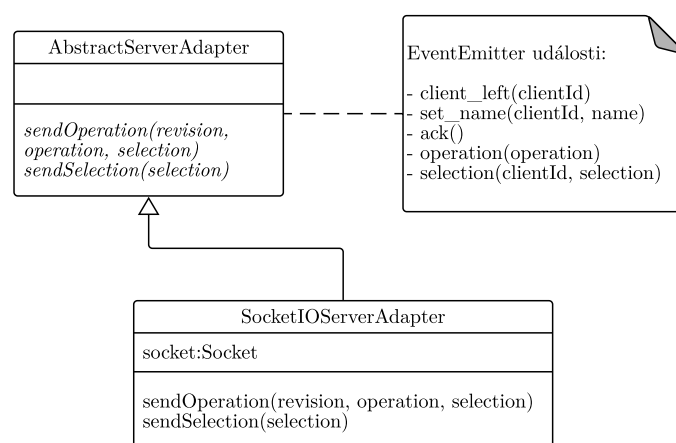 AbstractServerAdapter
sendOperation(revision,
operation, selection)
sendSelection(selection)
EventEmitter události:
- client_left(clientId)
- set_name(clientId, name)
- ack()
- operation(operation)
- selection(clientId, selection)
SocketIOServerAdapter
socket:Socket
sendOperation(revision, operation, selection)
sendSelection(selection)